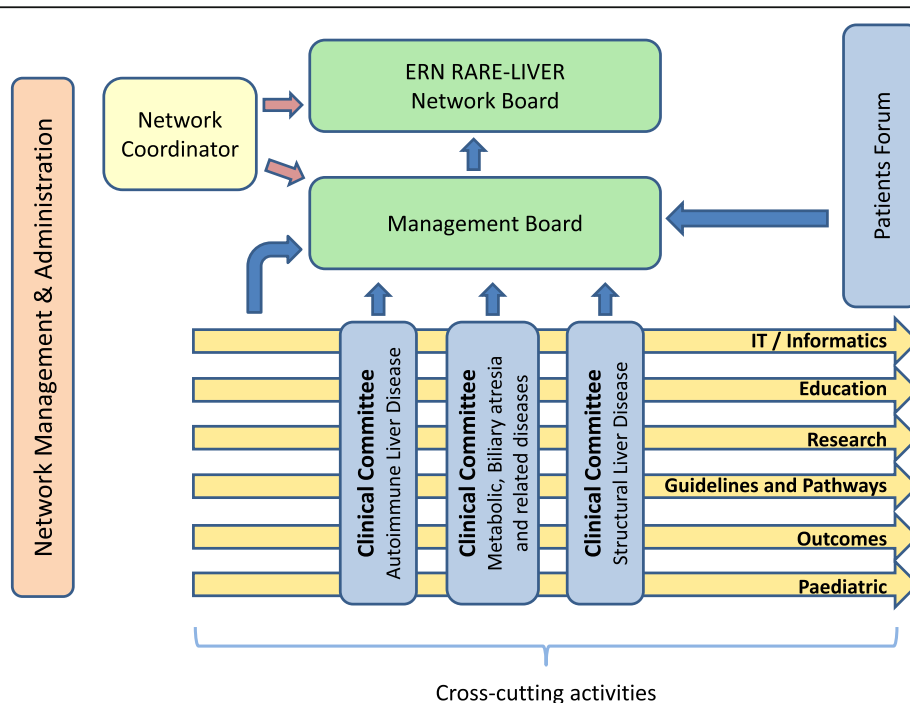 ERN RARE-LIVER
Network Board
Network
Coordinator
Management Board
Patients Forum
Network Management & Administration
IT / Informatics
Education
Research
Guidelines and Pathways
Outcomes
Paediatric
Clinical Committee
Autoimmune Liver Disease
Clinical Committee
Metabolic, Biliary atresia
and related diseases
Clinical Committee
Structural Liver Disease
Cross-cutting activities